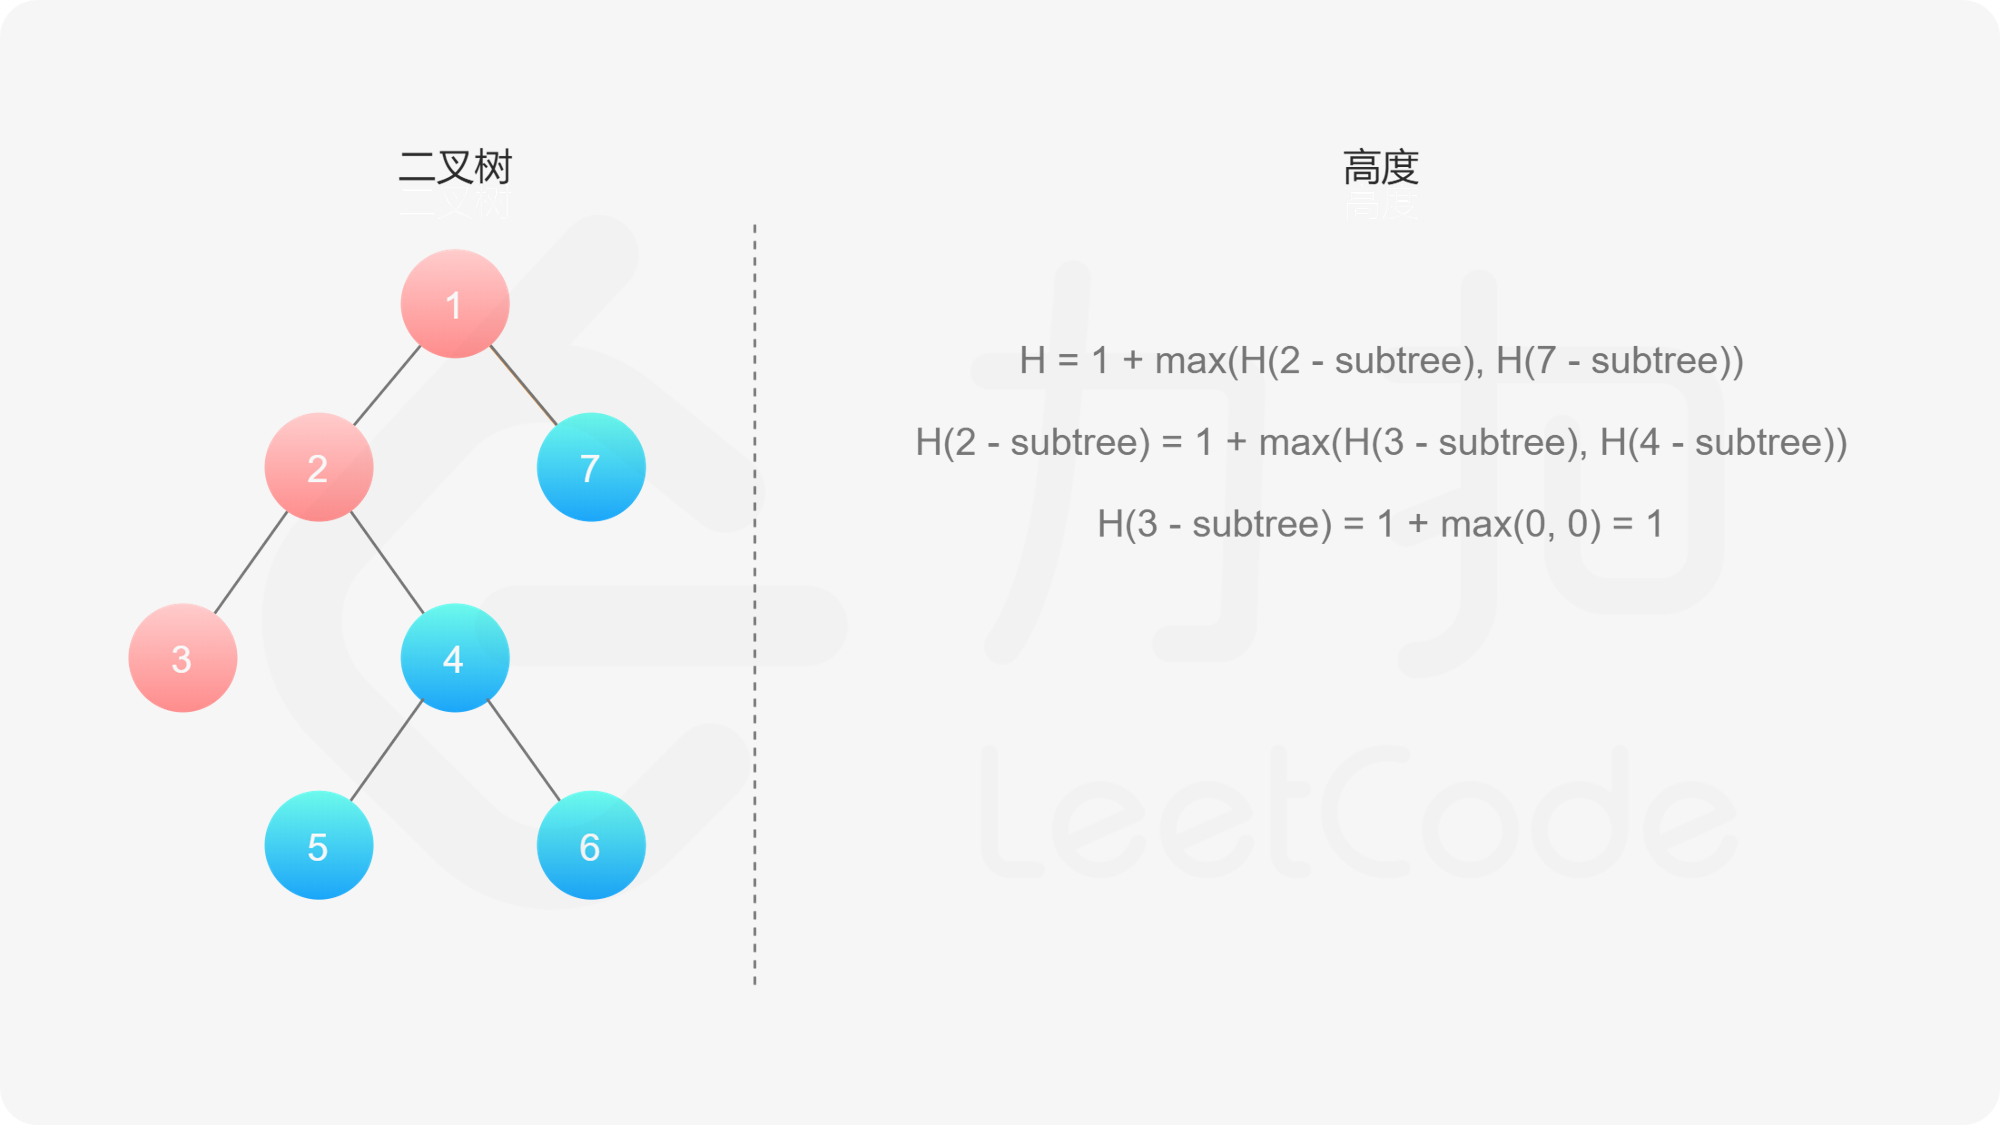 二叉树
高度
1
2
7
3
4
5
6
H = 1 + max(H(2 - subtree), H(7 - subtree))
H(2 - subtree) = 1 + max(H(3 - subtree), H(4 - subtree))
H(3 - subtree) = 1 + max(0, 0) = 1
力扣
LeetCode